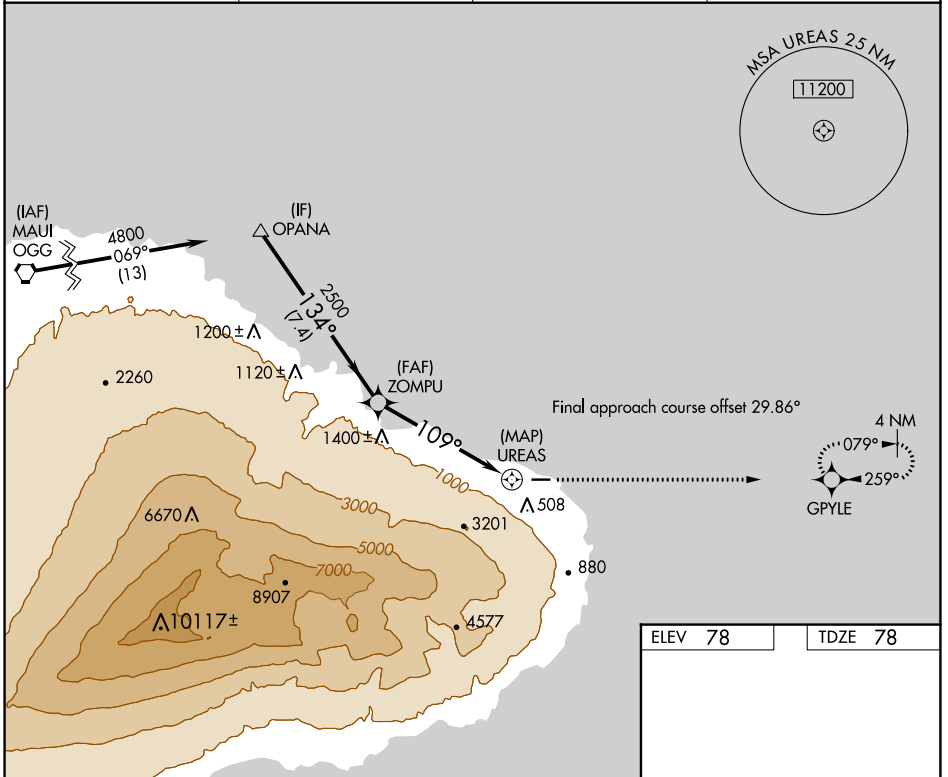 MSA UREAS 25 NM
11200
(IAF)
MAUI
OGG
4800
069°
(13)
(IF)
OPANA
2500
134°
(7.4)
1200 ±
1120 ±
2260
(FAF)
ZOMPU
1400 ±
109°
Final approach course offset 29.86°
(MAP)
UREAS
4 NM
079°
259°
GPYLE
1000
3000
5000
7000
508
6670
3201
880
8907
10117±
4577
ELEV 78
TDZE 78